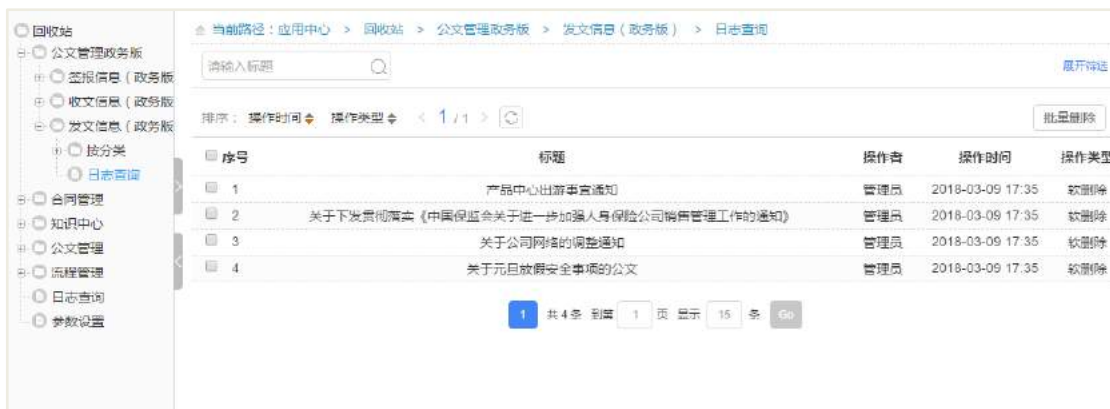 回收站
公文管理政务版
签报信息（政务版
收文信息（政务版
发文信息（政务版
按分类
日志查询
合同管理
知识中心
公文管理
流程管理
日志查询
参数设置
当前路径：应用中心 > 回收站 > 公文管理政务版 > 发文信息（政务版） > 日志查询
请输入标题
展开筛选
排序： 操作时间 操作类型 < 1 / 1 >
批量删除
序号 标题 操作者 操作时间 操作类型
1 产品中心出游事宜通知 管理员 2018-03-09 17:35 软删除
2 关于下发贯彻落实《中国保监会关于进一步加强人身保险公司销售管理工作的通知》 管理员 2018-03-09 17:35 软删除
3 关于公司网络的调整通知 管理员 2018-03-09 17:35 软删除
4 关于元旦放假安全事项的公文 管理员 2018-03-09 17:35 软删除
1 共4条 到第 1 页 显示 15 条 Go